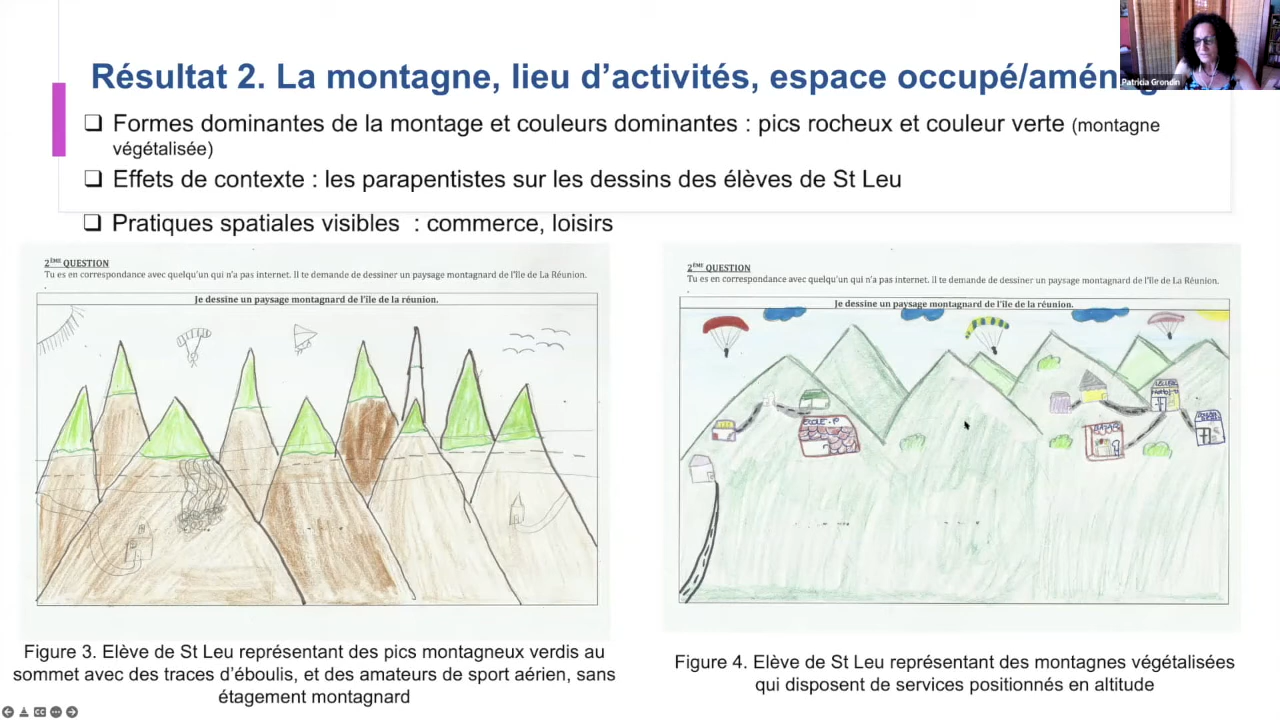 Résultat 2. La montagne, lieu d'activités, espace occupé/aménag
Patricia Grondin
❑ Formes dominantes de la montage et couleurs dominantes : pics rocheux et couleur verte (montagne
végétalisée)
❑ Effets de contexte : les parapentistes sur les dessins des élèves de St Leu
❑ Pratiques spatiales visibles : commerce, loisirs
2ÈME QUESTION
Tu es en correspondance avec quelqu'un qui n'a pas internet. Il te demande de dessiner un paysage montagnard de l'île de La Réunion.
Je dessine un paysage montagnard de l'île de la réunion.
2ÈME QUESTION
Tu es en correspondance avec quelqu'un qui n'a pas internet. Il te demande de dessiner un paysage montagnard de l'île de La Réunion.
Je dessine un paysage montagnard de l'île de la réunion.
ECOLE
Figure 3. Elève de St Leu représentant des pics montagneux verdis au
sommet avec des traces d'éboulis, et des amateurs de sport aérien, sans
étagement montagnard
Figure 4. Elève de St Leu représentant des montagnes végétalisées
qui disposent de services positionnés en altitude